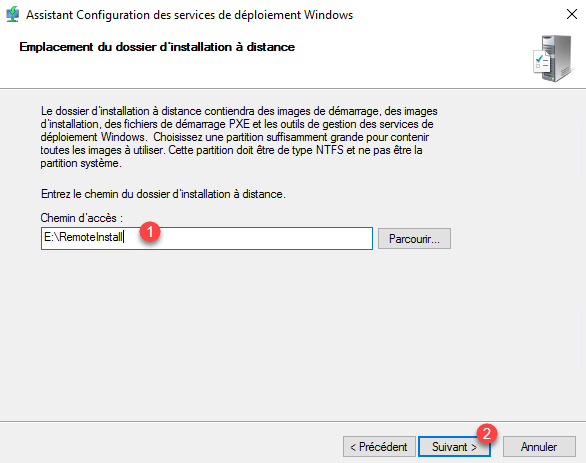 Assistant Configuration des services de déploiement Windows
Emplacement du dossier d'installation à distance
Le dossier d'installation à distance contiendra des images de démarrage, des images
d'installation, des fichiers de démarrage PXE et les outils de gestion des services de
déploiement Windows.  Choisissez une partition suffisamment grande pour contenir
toutes les images à utiliser. Cette partition doit être de type NTFS et ne pas être la
partition système.
Entrez le chemin du dossier d'installation à distance.
Chemin d'accès :
E:\RemoteInstall 1 Parcourir...
2
< Précédent Suivant > Annuler